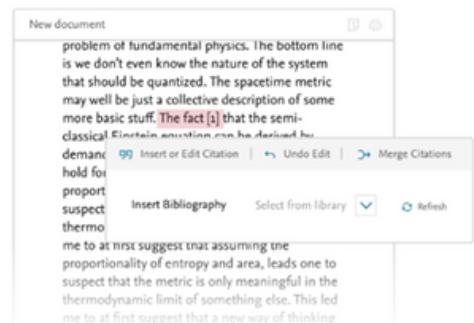 New document
problem of fundamental physics. The bottom line
is we don't even know the nature of the system
that should be quantized. The spacetime metric
may well be just a collective description of some
more basic stuff. The fact [1] that the semi-
classical Einstein equation can be derived by
demand
Insert or Edit Citation | Undo Edit | Merge Citations
hold for
proport
Insert Bibliography Select from library Refresh
suspect
thermo
me to at first suggest that assuming the
proportionality of entropy and area, leads one to
suspect that the metric is only meaningful in the
thermodynamic limit of something else. This led
me to at first suggest that a new way of thinking